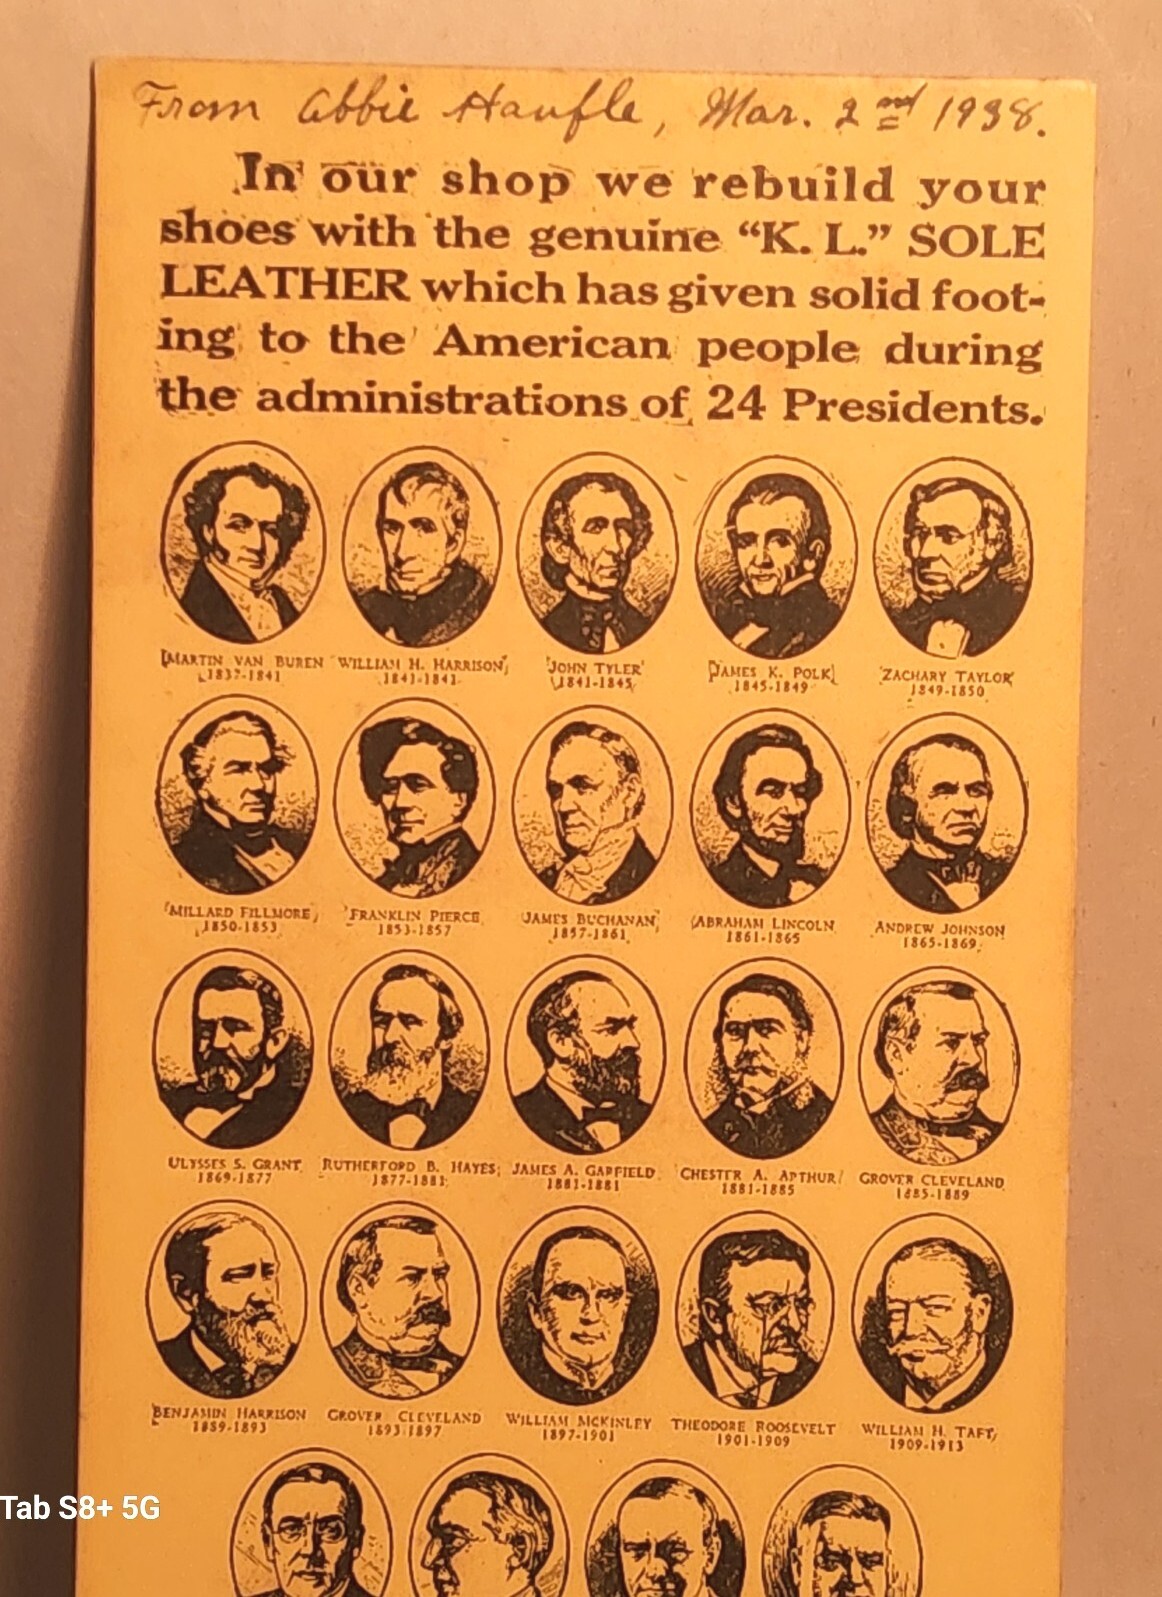 From Abbie Haufle, Mar. 2nd 1938.
In our shop we rebuild your
shoes with the genuine “K. L.” SOLE
LEATHER which has given solid foot-
ing to the American people during
the administrations of 24 Presidents.
MARTIN VAN BUREN WILLIAM H. HARRISON JOHN TYLER JAMES K. POLK ZACHARY TAYLOR
1837-1841 1841-1841 1841-1845 1845-1849 1849-1850
MILLARD FILLMORE FRANKLIN PIERCE JAMES BUCHANAN ABRAHAM LINCOLN ANDREW JOHNSON
1850-1853 1853-1857 1857-1861 1861-1865 1865-1869
ULYSSES S. GRANT RUTHERFORD B. HAYES JAMES A. GARFIELD CHESTER A. ARTHUR GROVER CLEVELAND
1869-1877 1877-1881 1881-1881 1881-1885 1885-1889
BENJAMIN HARRISON GROVER CLEVELAND WILLIAM MCKINLEY THEODORE ROOSEVELT WILLIAM H. TAFT
1889-1893 1893-1897 1897-1901 1901-1909 1909-1913
Tab S8+ 5G